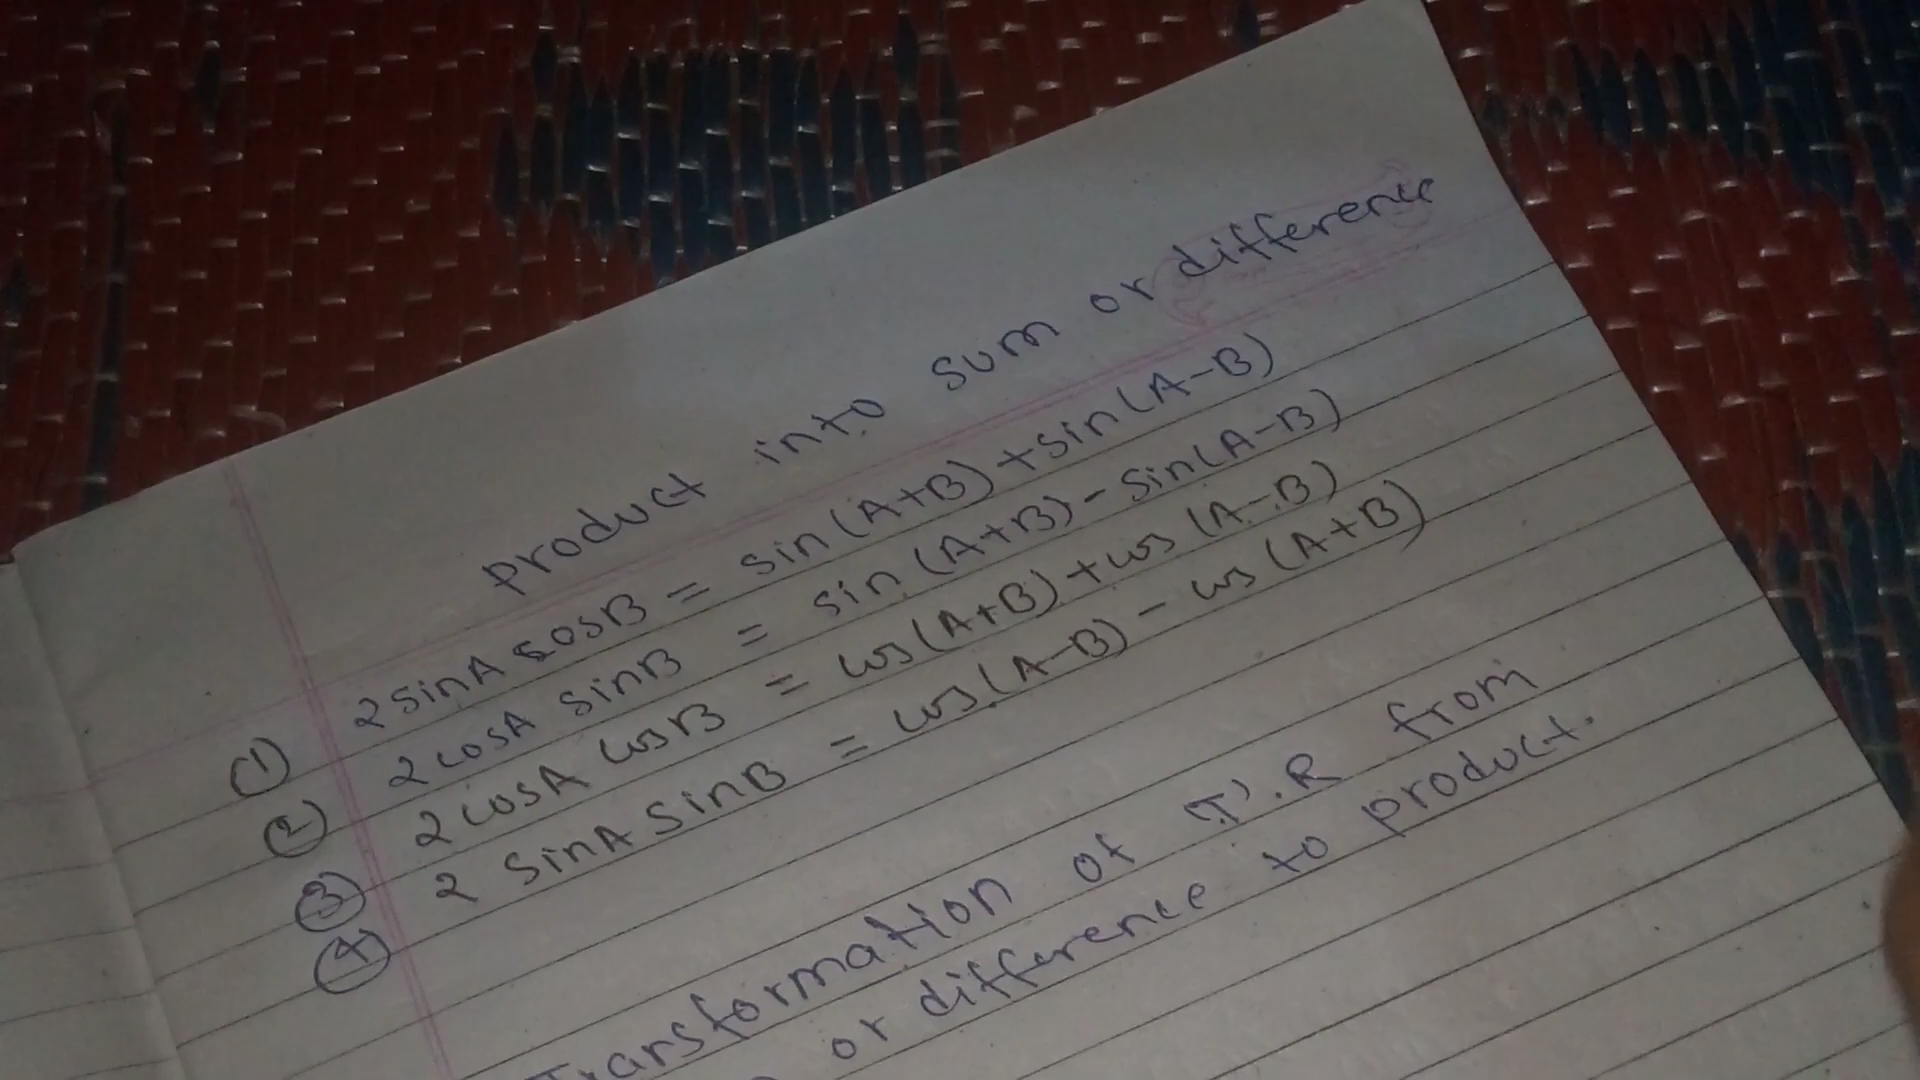 product into sum or difference
① 2 sinA cosB = sin (A+B) + sin (A-B)
② 2 cosA sinB = sin (A+B) - sin (A-B)
③ 2 cosA cosB = cos (A+B) + cos (A-B)
④ 2 sinA sinB = cos (A-B) - cos (A+B)
Transformation of T.R from
or difference to product.